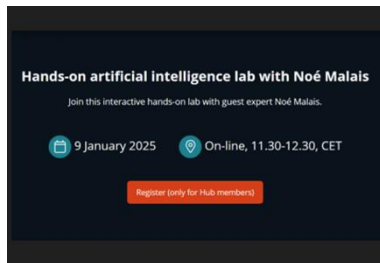 Hands-on artificial intelligence lab with Noé Malais
Join this interactive hands-on lab with guest expert Noé Malais.
9 January 2025
On-line, 11.30-12.30, CET
Register (only for Hub members)